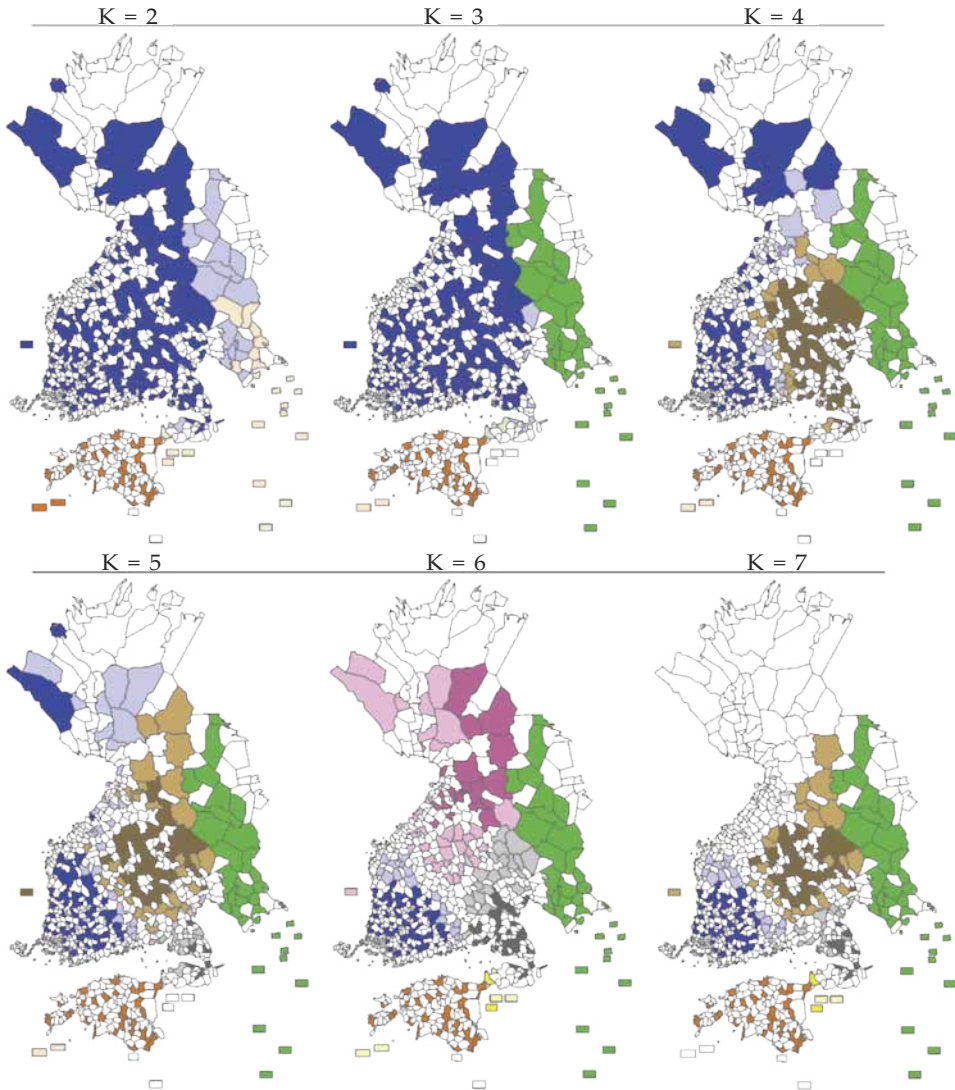 K = 2
K = 3
K = 4
K = 5
K = 6
K = 7